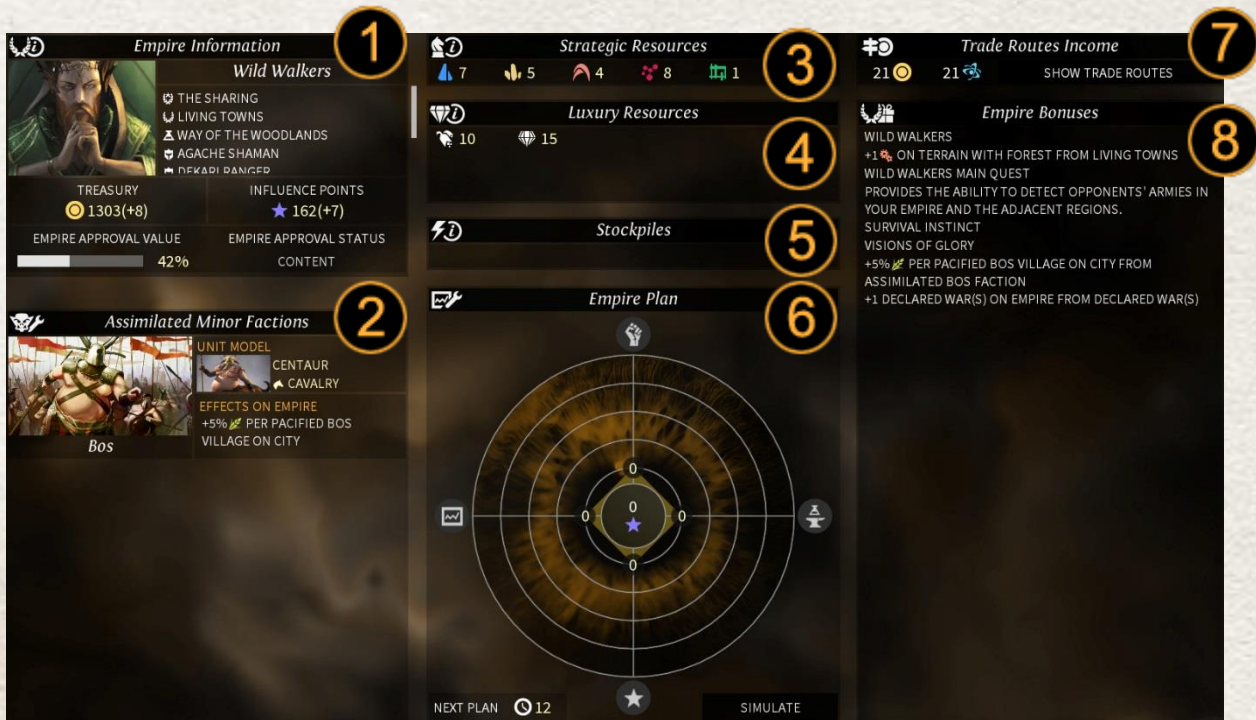 1
Empire Information
Wild Walkers
THE SHARING
LIVING TOWNS
WAY OF THE WOODLANDS
AGACHE SHAMAN
DEKARI RANGER
TREASURY
1303(+8)
INFLUENCE POINTS
162(+7)
EMPIRE APPROVAL VALUE
42%
EMPIRE APPROVAL STATUS
CONTENT
2
Assimilated Minor Factions
Bos
UNIT MODEL
CENTAUR
CAVALRY
EFFECTS ON EMPIRE
+5% PER PACIFIED BOS
VILLAGE ON CITY
3
Strategic Resources
7 5 4 8 1
4
Luxury Resources
10 15
5
Stockpiles
6
Empire Plan
0
0 0 0
0
NEXT PLAN 12
SIMULATE
7
Trade Routes Income
21 21 SHOW TRADE ROUTES
8
Empire Bonuses
WILD WALKERS
+1 ON TERRAIN WITH FOREST FROM LIVING TOWNS
WILD WALKERS MAIN QUEST
PROVIDES THE ABILITY TO DETECT OPPONENTS' ARMIES IN
YOUR EMPIRE AND THE ADJACENT REGIONS.
SURVIVAL INSTINCT
VISIONS OF GLORY
+5% PER PACIFIED BOS VILLAGE ON CITY FROM
ASSIMILATED BOS FACTION
+1 DECLARED WAR(S) ON EMPIRE FROM DECLARED WAR(S)